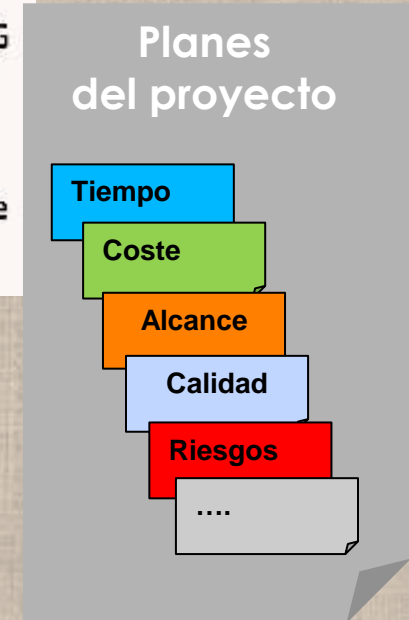 Planes
del proyecto
Tiempo
Coste
Alcance
Calidad
Riesgos
....